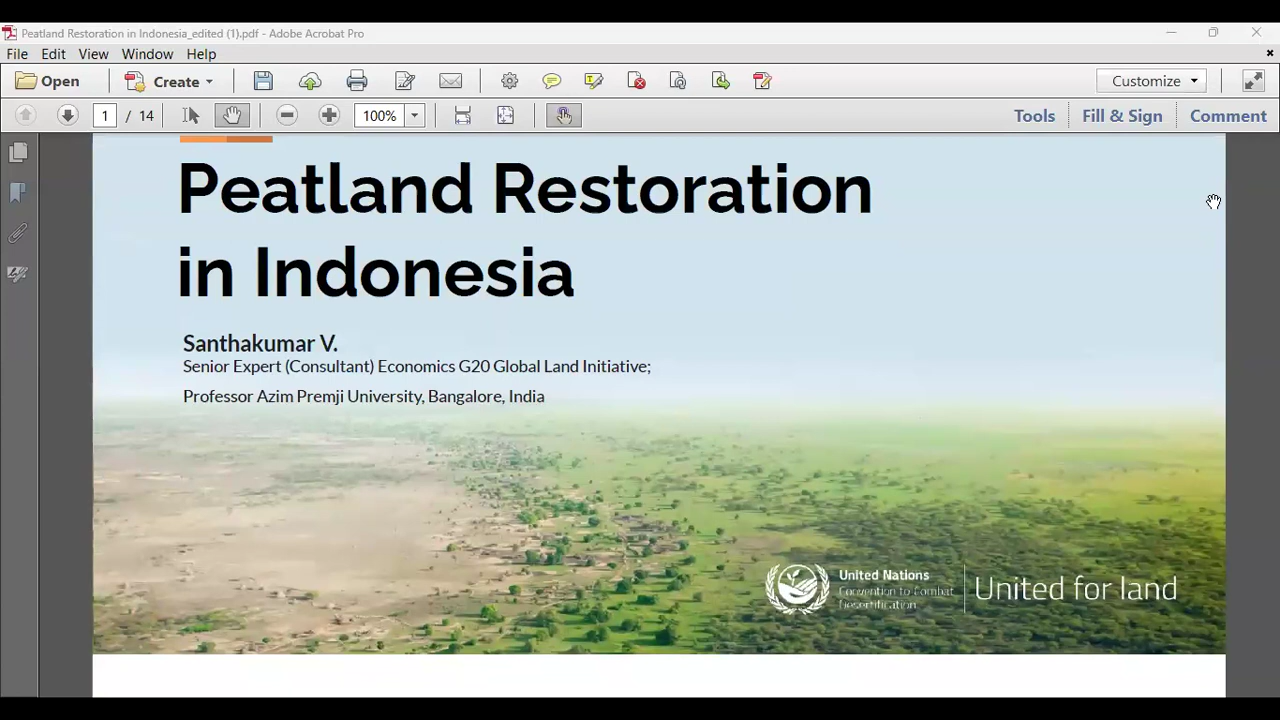 Peatland Restoration in Indonesia_edited (1).pdf - Adobe Acrobat Pro
File Edit View Window Help
Open Create Customize
1 / 14 100% Tools Fill & Sign Comment
Peatland Restoration
in Indonesia
Santhakumar V.
Senior Expert (Consultant) Economics G20 Global Land Initiative;
Professor Azim Premji University, Bangalore, India
United Nations
Convention to Combat
Desertification
United for land